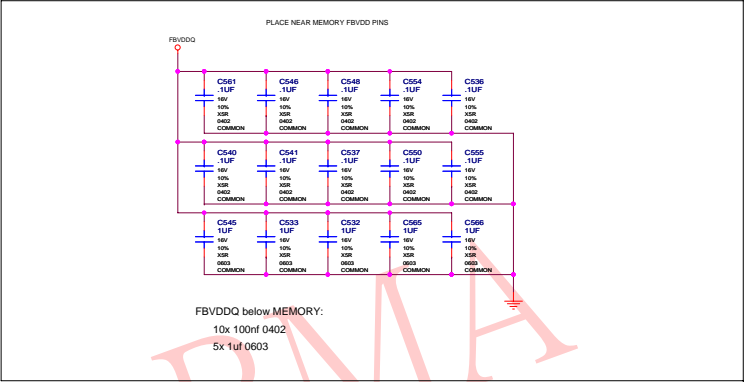 PLACE NEAR MEMORY FBVDD PINS
FBVDDQ
C561 C546 C548 C554 C536
.1UF .1UF .1UF .1UF .1UF
16V 16V 16V 16V 16V
10% 10% 10% 10% 10%
X5R X5R X5R X5R X5R
0402 0402 0402 0402 0402
COMMON COMMON COMMON COMMON COMMON
C540 C541 C537 C550 C555
.1UF .1UF .1UF .1UF .1UF
16V 16V 16V 16V 16V
10% 10% 10% 10% 10%
X5R X5R X5R X5R X5R
0402 0402 0402 0402 0402
COMMON COMMON COMMON COMMON COMMON
C545 C533 C532 C565 C566
1UF 1UF 1UF 1UF 1UF
16V 16V 16V 16V 16V
10% 10% 10% 10% 10%
X5R X5R X5R X5R X5R
0603 0603 0603 0603 0603
COMMON COMMON COMMON COMMON COMMON
FBVDDQ below MEMORY:
10x 100nf 0402
5x 1uf 0603